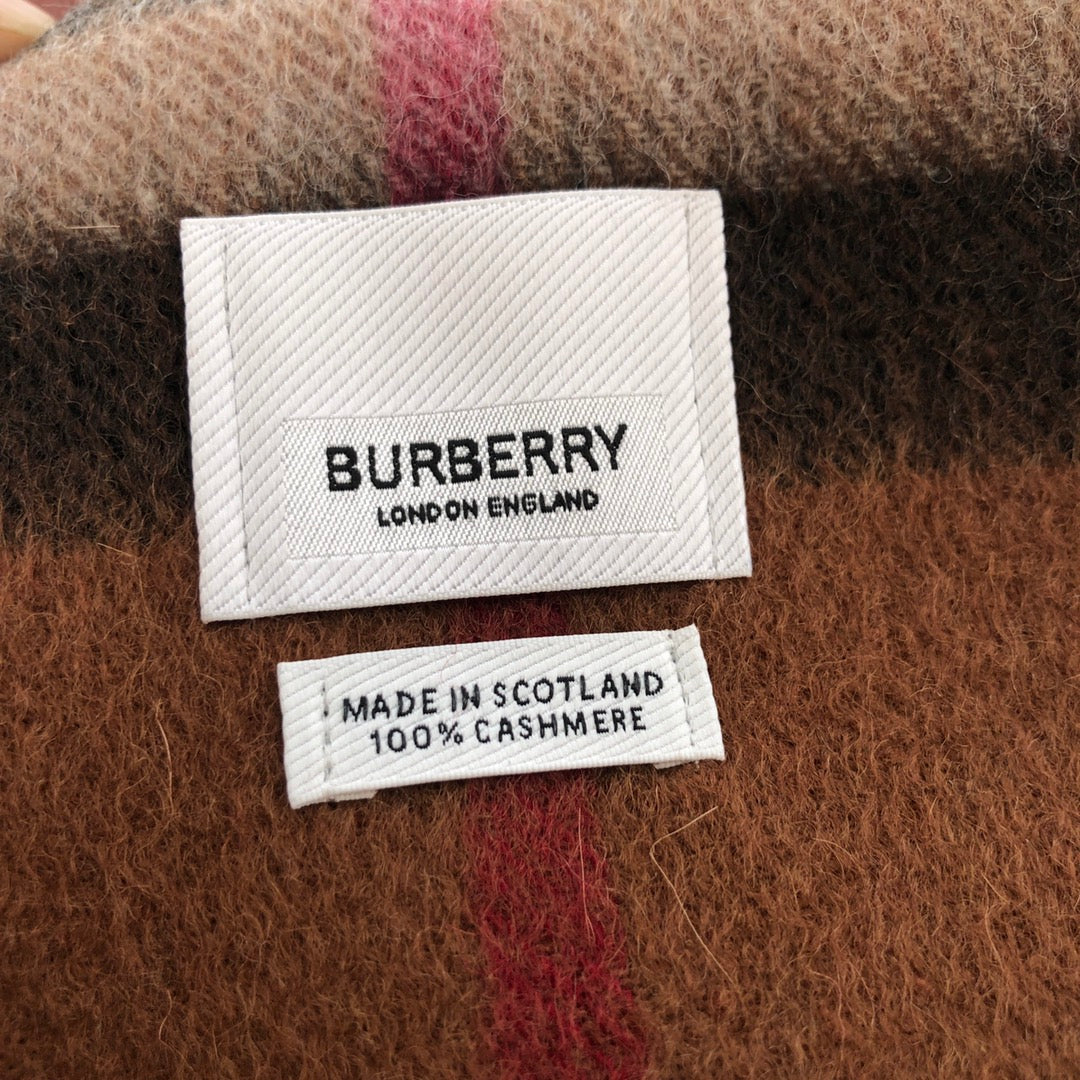 BURBERRY
LONDON ENGLAND
MADE IN SCOTLAND
100% CASHMERE